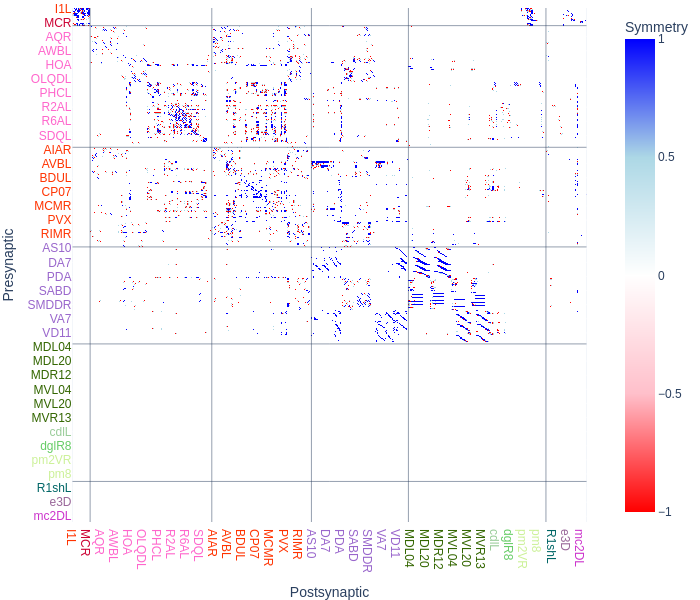 Symmetry
1
0.5
0
−0.5
−1
Presynaptic
I1L
MCR
AQR
AWBL
HOA
OLQDL
PHCL
R2AL
R6AL
SDQL
AIAR
AVBL
BDUL
CP07
MCMR
PVX
RIMR
AS10
DA7
PDA
SABD
SMDDR
VA7
VD11
MDL04
MDL20
MDR12
MVL04
MVL20
MVR13
cdlL
dglR8
pm2VR
pm8
R1shL
e3D
mc2DL
I1L
MCR
AQR
AWBL
HOA
OLQDL
PHCL
R2AL
R6AL
SDQL
AIAR
AVBL
BDUL
CP07
MCMR
PVX
RIMR
AS10
DA7
PDA
SABD
SMDDR
VA7
VD11
MDL04
MDL20
MDR12
MVL04
MVL20
MVR13
cdlL
dglR8
pm2VR
pm8
R1shL
e3D
mc2DL
Postsynaptic